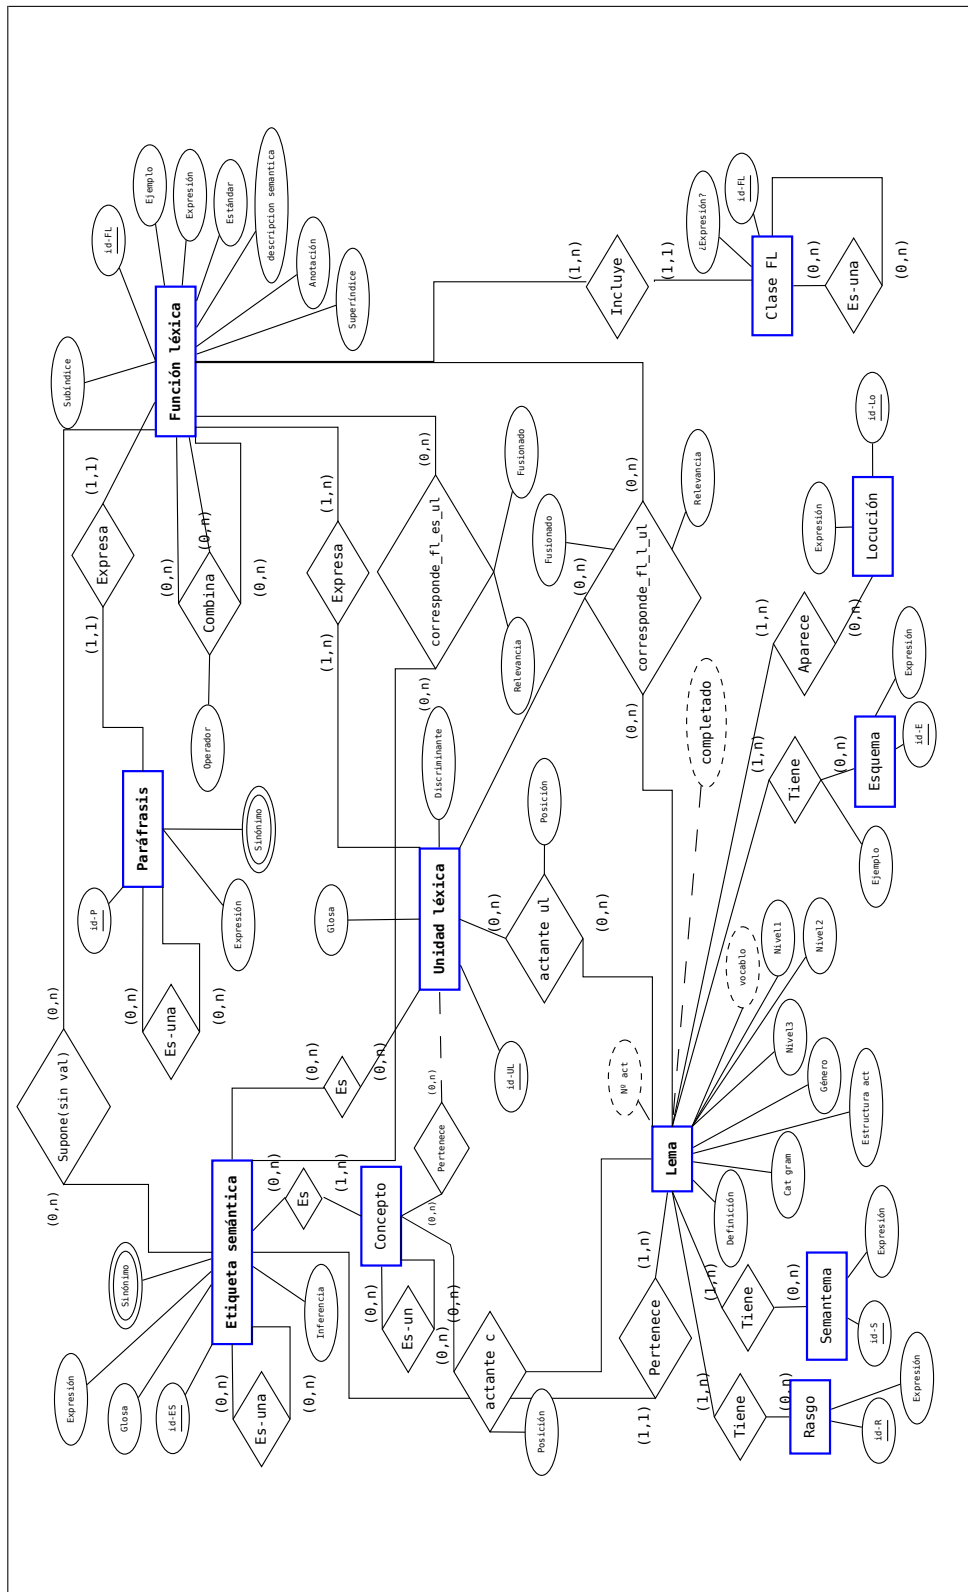 Subíndice
id-FL
Ejemplo
Expresión
Estándar
descripcion semantica
Anotación
Superíndice
Función léxica
(1,1)
Expresa
(1,1)
(0,n)
(0,n)
(0,n)
Combina
Operador
(1,n)
Expresa
(1,n)
(0,n)
corresponde_fl_es_ul
(0,n)
Fusionado
Relevancia
(0,n)
corresponde_fl_l_ul
(0,n)
(0,n)
Fusionado
Relevancia
(1,n)
Incluye
(1,1)
¿Expresión?
id-FL
Clase FL
(0,n)
Es-una
(0,n)
id-Lo
Expresión
Locución
(0,n)
Aparece
(1,n)
Expresión
id-E
Esquema
(0,n)
Tiene
(1,n)
Ejemplo
Paráfrasis
id-P
Sinónimo
Expresión
(0,n)
Es-una
(0,n)
(0,n)
Supone(sin val)
(0,n)
Discriminante
Glosa
Unidad léxica
id-UL
(0,n)
Es
(0,n)
Posición
(0,n)
actante ul
(0,n)
completado
(0,n)
Pertenece
(0,n)
Etiqueta semántica
Sinónimo
Expresión
Glosa
id-ES
Inferencia
(0,n)
Es-una
(0,n)
(0,n)
Es
(1,n)
Concepto
(0,n)
Es-un
(0,n)
(0,n)
actante c
(0,n)
Posición
Lema
Nº act
vocablo
Nivel1
Nivel2
Nivel3
Género
Estructura act
Cat gram
Definición
(1,n)
Pertenece
(1,1)
(1,n)
Tiene
(0,n)
Semantema
Expresión
id-S
(1,n)
Tiene
(0,n)
Rasgo
Expresión
id-R